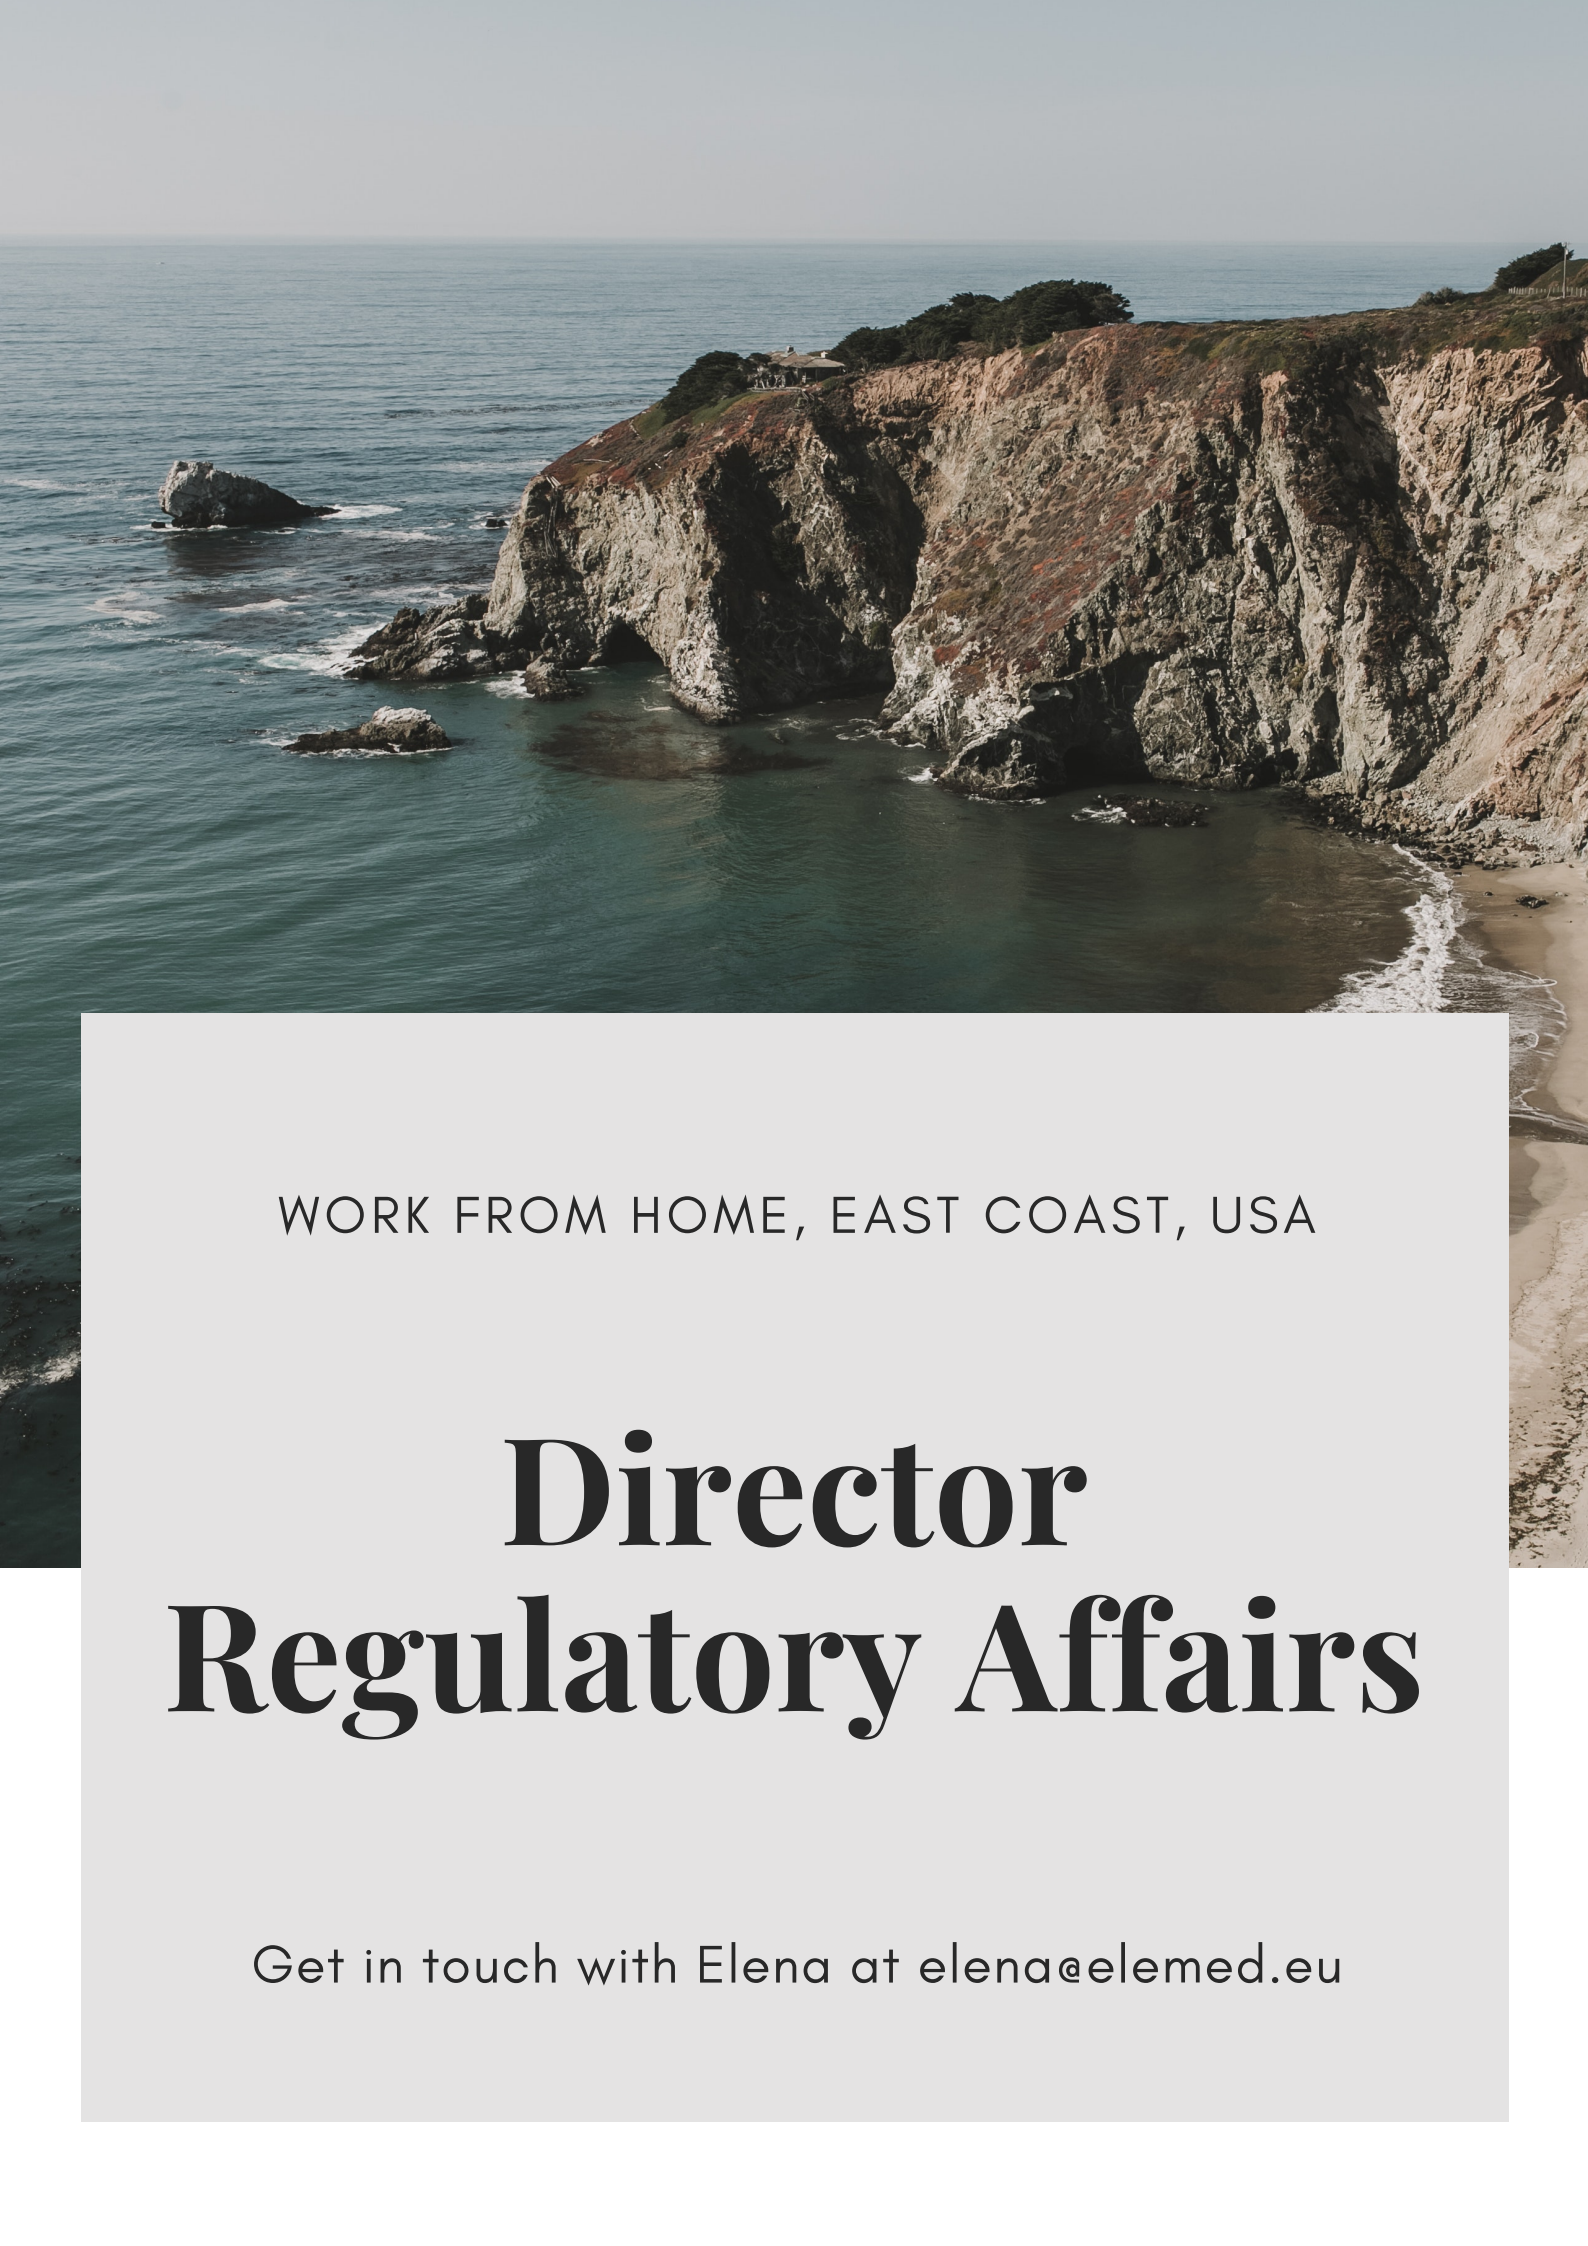 WORK FROM HOME, EAST COAST, USA
Director
Regulatory Affairs
Get in touch with Elena at elena@elemed.eu